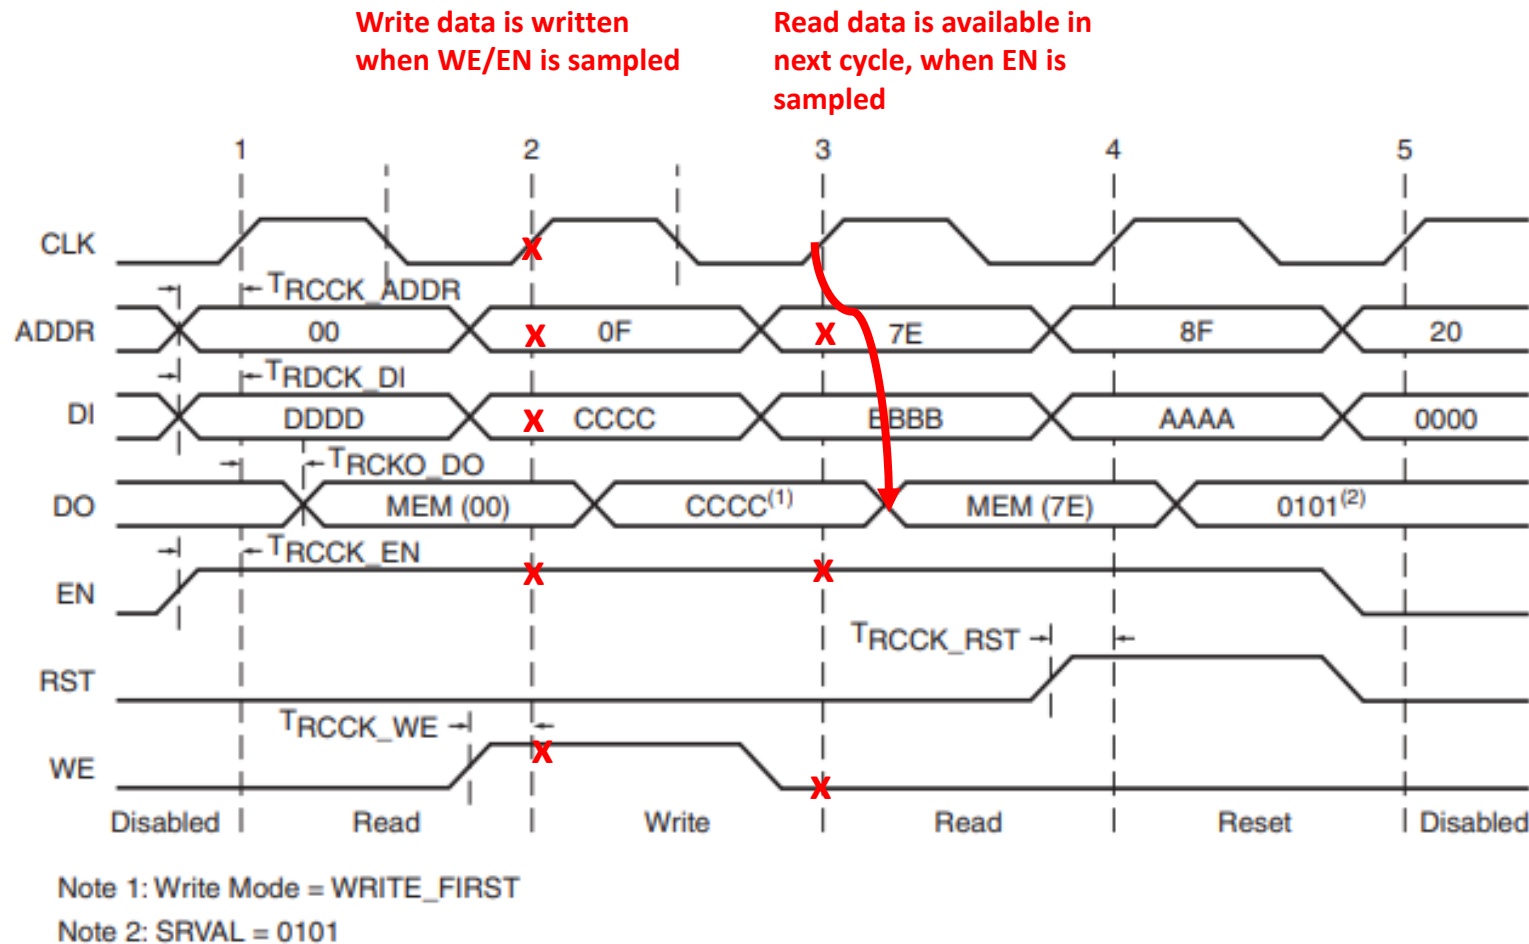 Write data is written
when WE/EN is sampled
Read data is available in
next cycle, when EN is
sampled
1 2 3 4 5
CLK x
TRCCK_ADDR
ADDR 00 x 0F x 7E 8F 20
TRDCK_DI
DI DDDD x CCCC BBBB AAAA 0000
TRCKO_DO
DO MEM (00) CCCC(1) MEM (7E) 0101(2)
TRCCK_EN
EN x x
TRCCK_RST
RST
TRCCK_WE
WE x x
Disabled Read Write Read Reset Disabled
Note 1: Write Mode = WRITE_FIRST
Note 2: SRVAL = 0101